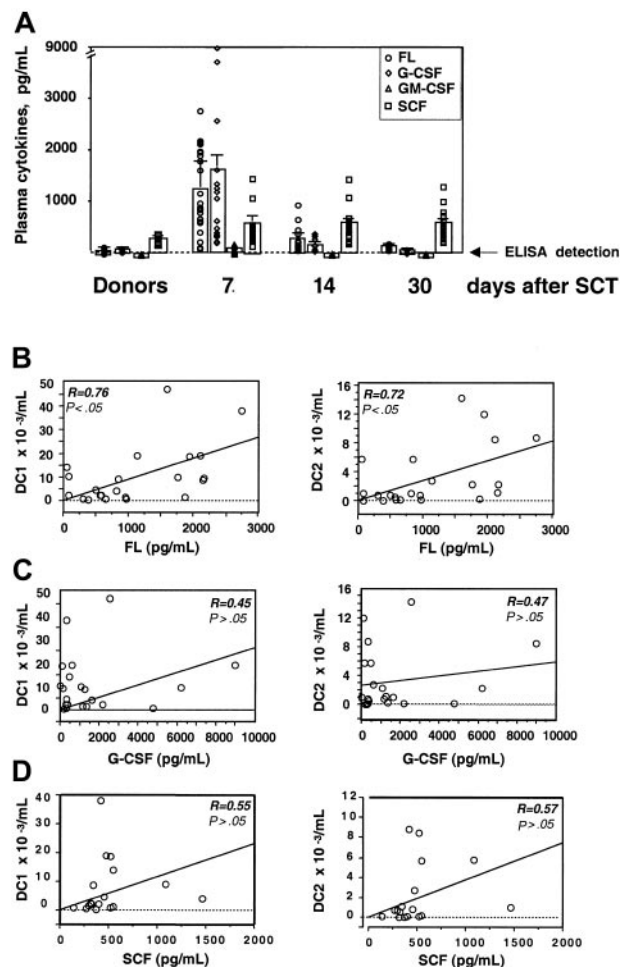 A
Plasma cytokines, pg/mL
9000
3000
2000
1000
FL
G-CSF
GM-CSF
SCF
ELISA detection
Donors 7. 14 30 days after SCT
B
DC1 x 10 -3/mL
50
40
30
20
10
0
R=0.76
P< .05
0 1000 2000 3000
FL (pg/mL)
DC2 x 10 -3/mL
16
12
8
4
0
R=0.72
P< .05
0 1000 2000 3000
FL (pg/mL)
C
DC1 x 10 -3/mL
50
40
30
20
10
0
R=0.45
P> .05
0 2000 4000 6000 8000 10000
G-CSF (pg/mL)
DC2 x 10 -3/mL
16
12
8
4
0
R=0.47
P> .05
0 2000 4000 6000 8000 10000
G-CSF (pg/mL)
D
DC1 x 10 -3/mL
40
30
20
10
0
R=0.55
P> .05
0 500 1000 1500 2000
SCF (pg/mL)
DC2 x 10 -3/mL
12
10
8
6
4
2
0
R=0.57
P> .05
0 500 1000 1500 2000
SCF (pg/mL)